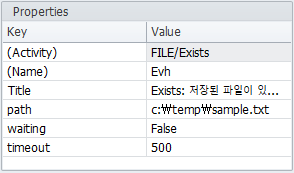 Properties
Key Value
(Activity) FILE/Exists
(Name) Evh
Title Exists: 저장된 파일이 있...
path c:₩temp₩sample.txt
waiting False
timeout 500